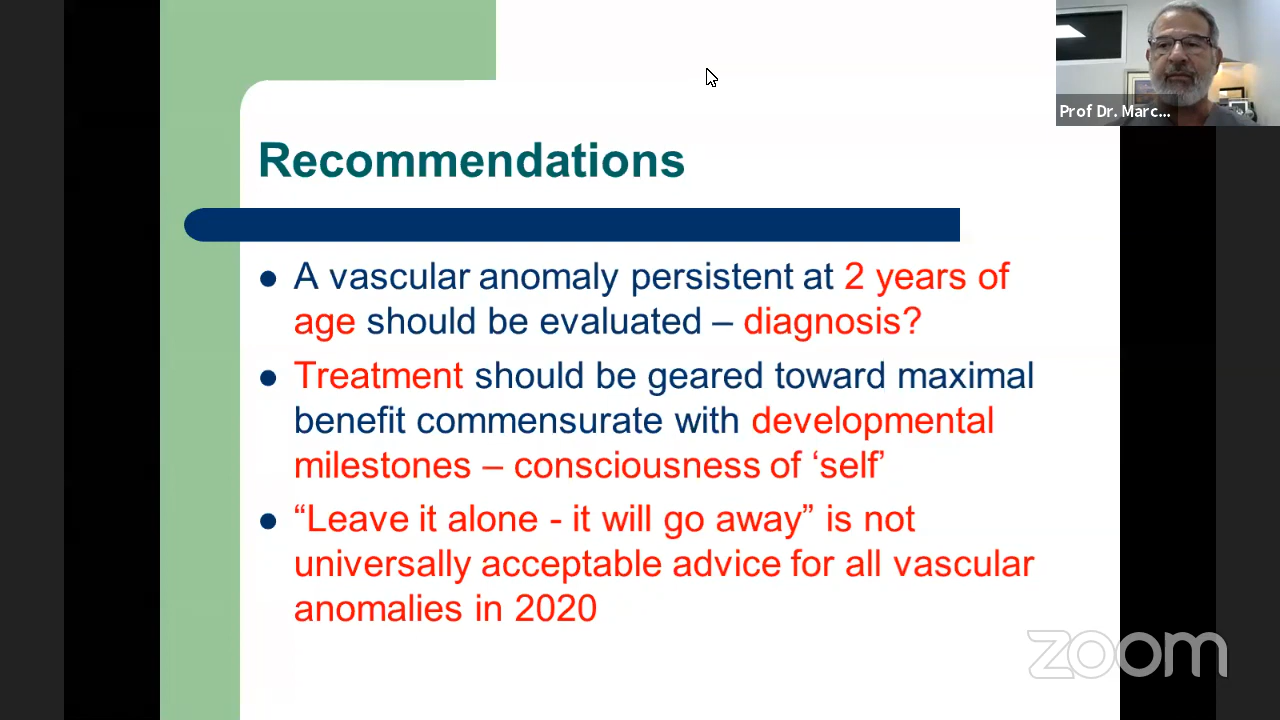 Prof Dr. Marc...
Recommendations
A vascular anomaly persistent at 2 years of
age should be evaluated – diagnosis?
Treatment should be geared toward maximal
benefit commensurate with developmental
milestones – consciousness of ‘self’
“Leave it alone - it will go away” is not
universally acceptable advice for all vascular
anomalies in 2020
zoom